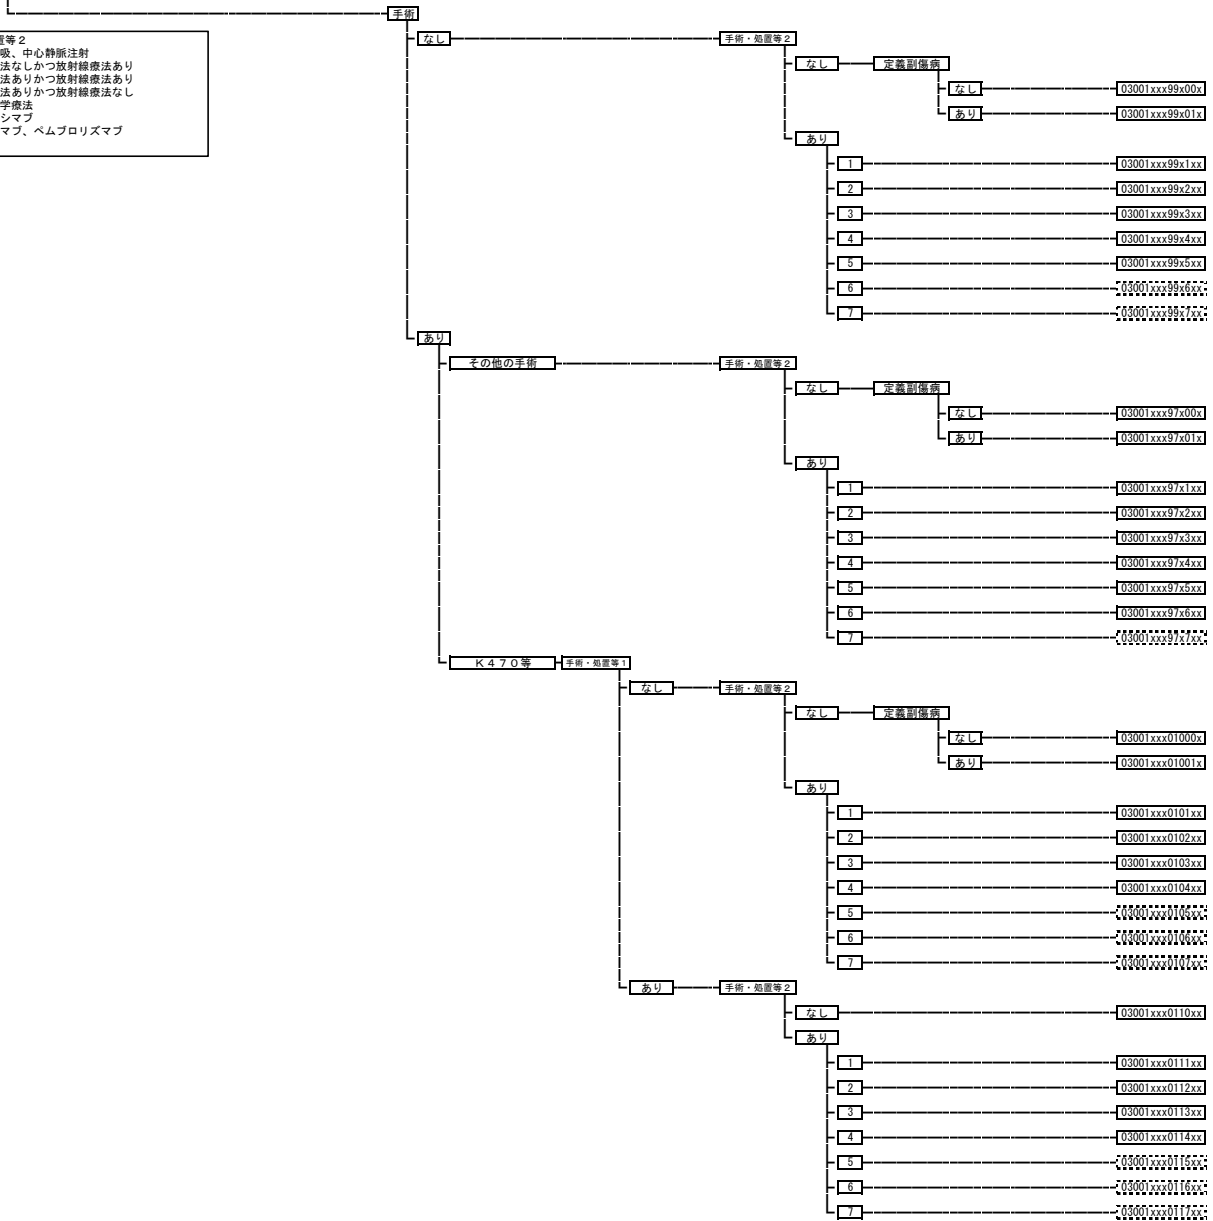 手術
置等２
吸、中心静脈注射
法なしかつ放射線療法あり
法ありかつ放射線療法あり
法ありかつ放射線療法なし
学療法
シマブ
マブ、ペムブロリズマブ
なし 手術・処置等２
なし 定義副傷病
なし 03001xxx99x00x
あり 03001xxx99x01x
あり
1 03001xxx99x1xx
2 03001xxx99x2xx
3 03001xxx99x3xx
4 03001xxx99x4xx
5 03001xxx99x5xx
6 03001xxx99x6xx
7 03001xxx99x7xx
あり
その他の手術 手術・処置等２
なし 定義副傷病
なし 03001xxx97x00x
あり 03001xxx97x01x
あり
1 03001xxx97x1xx
2 03001xxx97x2xx
3 03001xxx97x3xx
4 03001xxx97x4xx
5 03001xxx97x5xx
6 03001xxx97x6xx
7 03001xxx97x7xx
Ｋ４７０等 手術・処置等１
なし 手術・処置等２
なし 定義副傷病
なし 03001xxx01000x
あり 03001xxx01001x
あり
1 03001xxx0101xx
2 03001xxx0102xx
3 03001xxx0103xx
4 03001xxx0104xx
5 03001xxx0105xx
6 03001xxx0106xx
7 03001xxx0107xx
あり 手術・処置等２
なし 03001xxx0110xx
あり
1 03001xxx0111xx
2 03001xxx0112xx
3 03001xxx0113xx
4 03001xxx0114xx
5 03001xxx0115xx
6 03001xxx0116xx
7 03001xxx0117xx